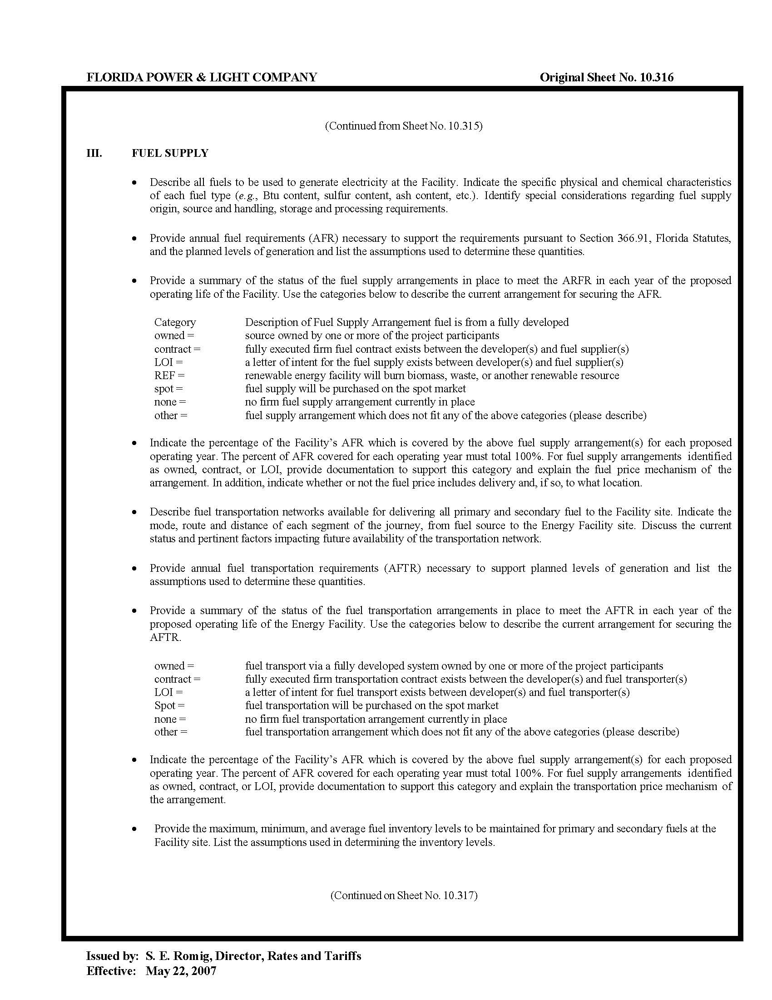 FLORIDA POWER & LIGHT COMPANY Original Sheet No. 10.316
(Continued from Sheet No. 10.315)
III. FUEL SUPPLY
• Describe all fuels to be used to generate electricity at the Facility. Indicate the specific physical and chemical characteristics
of each fuel type (e.g., Btu content, sulfur content, ash content, etc.). Identify special considerations regarding fuel supply
origin, source and handling, storage and processing requirements.
• Provide annual fuel requirements (AFR) necessary to support the requirements pursuant to Section 366.91, Florida Statutes,
and the planned levels of generation and list the assumptions used to determine these quantities.
• Provide a summary of the status of the fuel supply arrangements in place to meet the ARFR in each year of the proposed
operating life of the Facility. Use the categories below to describe the current arrangement for securing the AFR.
Category Description of Fuel Supply Arrangement fuel is from a fully developed
owned = source owned by one or more of the project participants
contract = fully executed firm fuel contract exists between the developer(s) and fuel supplier(s)
LOI = a letter of intent for the fuel supply exists between developer(s) and fuel supplier(s)
REF = renewable energy facility will burn biomass, waste, or another renewable resource
spot = fuel supply will be purchased on the spot market
none = no firm fuel supply arrangement currently in place
other = fuel supply arrangement which does not fit any of the above categories (please describe)
• Indicate the percentage of the Facility’s AFR which is covered by the above fuel supply arrangement(s) for each proposed
operating year. The percent of AFR covered for each operating year must total 100%. For fuel supply arrangements identified
as owned, contract, or LOI, provide documentation to support this category and explain the fuel price mechanism of the
arrangement. In addition, indicate whether or not the fuel price includes delivery and, if so, to what location.
• Describe fuel transportation networks available for delivering all primary and secondary fuel to the Facility site. Indicate the
mode, route and distance of each segment of the journey, from fuel source to the Energy Facility site. Discuss the current
status and pertinent factors impacting future availability of the transportation network.
• Provide annual fuel transportation requirements (AFTR) necessary to support planned levels of generation and list the
assumptions used to determine these quantities.
• Provide a summary of the status of the fuel transportation arrangements in place to meet the AFTR in each year of the
proposed operating life of the Energy Facility. Use the categories below to describe the current arrangement for securing the
AFTR.
owned = fuel transport via a fully developed system owned by one or more of the project participants
contract = fully executed firm transportation contract exists between the developer(s) and fuel transporter(s)
LOI = a letter of intent for fuel transport exists between developer(s) and fuel transporter(s)
Spot = fuel transportation will be purchased on the spot market
none = no firm fuel transportation arrangement currently in place
other = fuel transportation arrangement which does not fit any of the above categories (please describe)
• Indicate the percentage of the Facility’s AFR which is covered by the above fuel supply arrangement(s) for each proposed
operating year. The percent of AFR covered for each operating year must total 100%. For fuel supply arrangements identified
as owned, contract, or LOI, provide documentation to support this category and explain the transportation price mechanism of
the arrangement.
• Provide the maximum, minimum, and average fuel inventory levels to be maintained for primary and secondary fuels at the
Facility site. List the assumptions used in determining the inventory levels.
(Continued on Sheet No. 10.317)
Issued by: S. E. Romig, Director, Rates and Tariffs
Effective: May 22, 2007